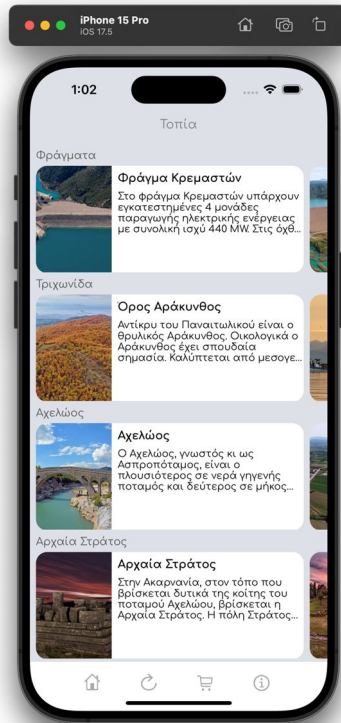 iPhone 15 Pro
iOS 17.5
1:02
Τοπία
Φράγματα
Φράγμα Κρεμαστών
Στο φράγμα Κρεμαστών υπάρχουν
εγκατεστημένες 4 μονάδες
παραγωγής ηλεκτρικής ενέργειας
με συνολική ισχύ 440 MW. Στις όχθ...
Τριχωνίδα
Όρος Αράκυνθος
Αντίκρυ του Παναιτωλικού είναι ο
θρυλικός Αράκυνθος. Οικολογικά ο
Αράκυνθος έχει σπουδαία
σημασία. Καλύπτεται από μεσογε...
Αχελώος
Αχελώος
Ο Αχελώος, γνωστός κι ως
Ασπροπόταμος, είναι ο
πλουσιότερος σε νερά γηγενής
ποταμός και δεύτερος σε μήκος...
Αρχαία Στράτος
Αρχαία Στράτος
Στην Ακαρνανία, στον τόπο που
βρίσκεται δυτικά της κοίτης του
ποταμού Αχελώου, βρίσκεται η
Αρχαία Στράτος. Η πόλη Στράτος...